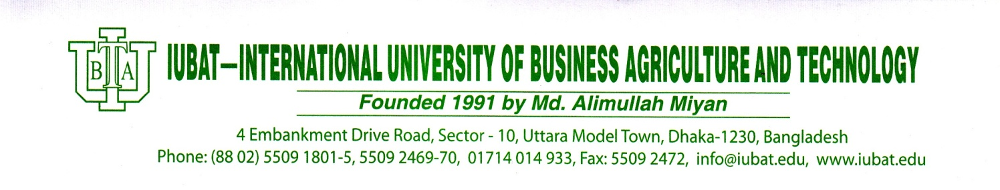 IUBAT—INTERNATIONAL UNIVERSITY OF BUSINESS AGRICULTURE AND TECHNOLOGY
Founded 1991 by Md. Alimullah Miyan
4 Embankment Drive Road, Sector - 10, Uttara Model Town, Dhaka-1230, Bangladesh
Phone: (88 02) 5509 1801-5, 5509 2469-70, 01714 014 933, Fax: 5509 2472, info@iubat.edu, www.iubat.edu
IUBAT